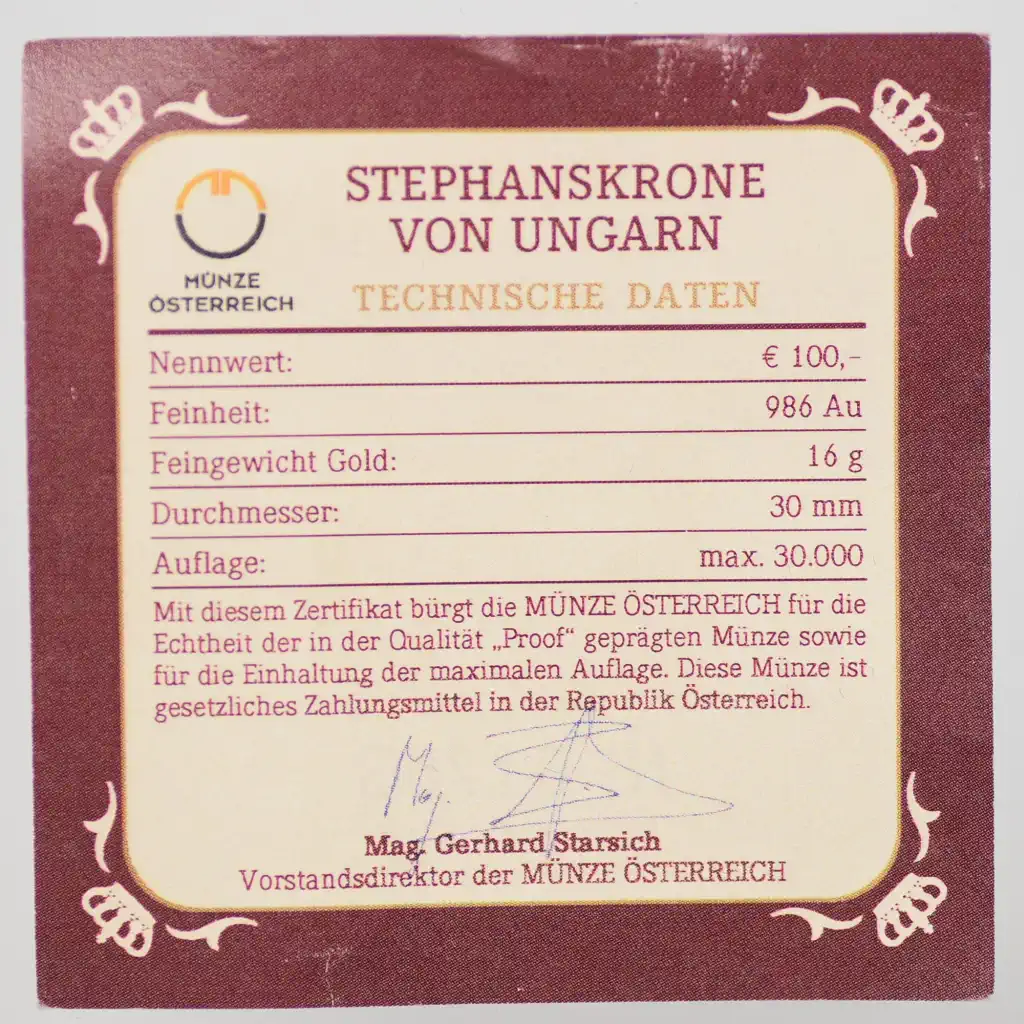 MÜNZE
ÖSTERREICH
STEPHANSKRONE
VON UNGARN
TECHNISCHE DATEN
Nennwert: € 100,–
Feinheit: 986 Au
Feingewicht Gold: 16 g
Durchmesser: 30 mm
Auflage: max. 30.000
Mit diesem Zertifikat bürgt die MÜNZE ÖSTERREICH für die
Echtheit der in der Qualität „Proof“ geprägten Münze sowie
für die Einhaltung der maximalen Auflage. Diese Münze ist
gesetzliches Zahlungsmittel in der Republik Österreich.
Mag. Gerhard Starsich
Vorstandsdirektor der MÜNZE ÖSTERREICH